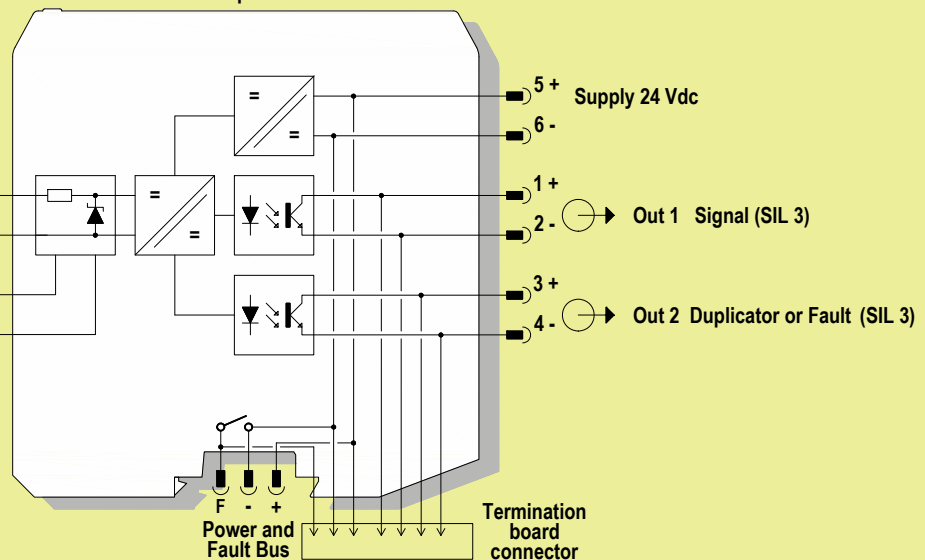 5 +
Supply 24 Vdc
6 -
1 +
2 -
Out 1 Signal (SIL 3)
3 +
4 -
Out 2 Duplicator or Fault (SIL 3)
=
=
=
=
F - +
Power and
Fault Bus
Termination
board
connector